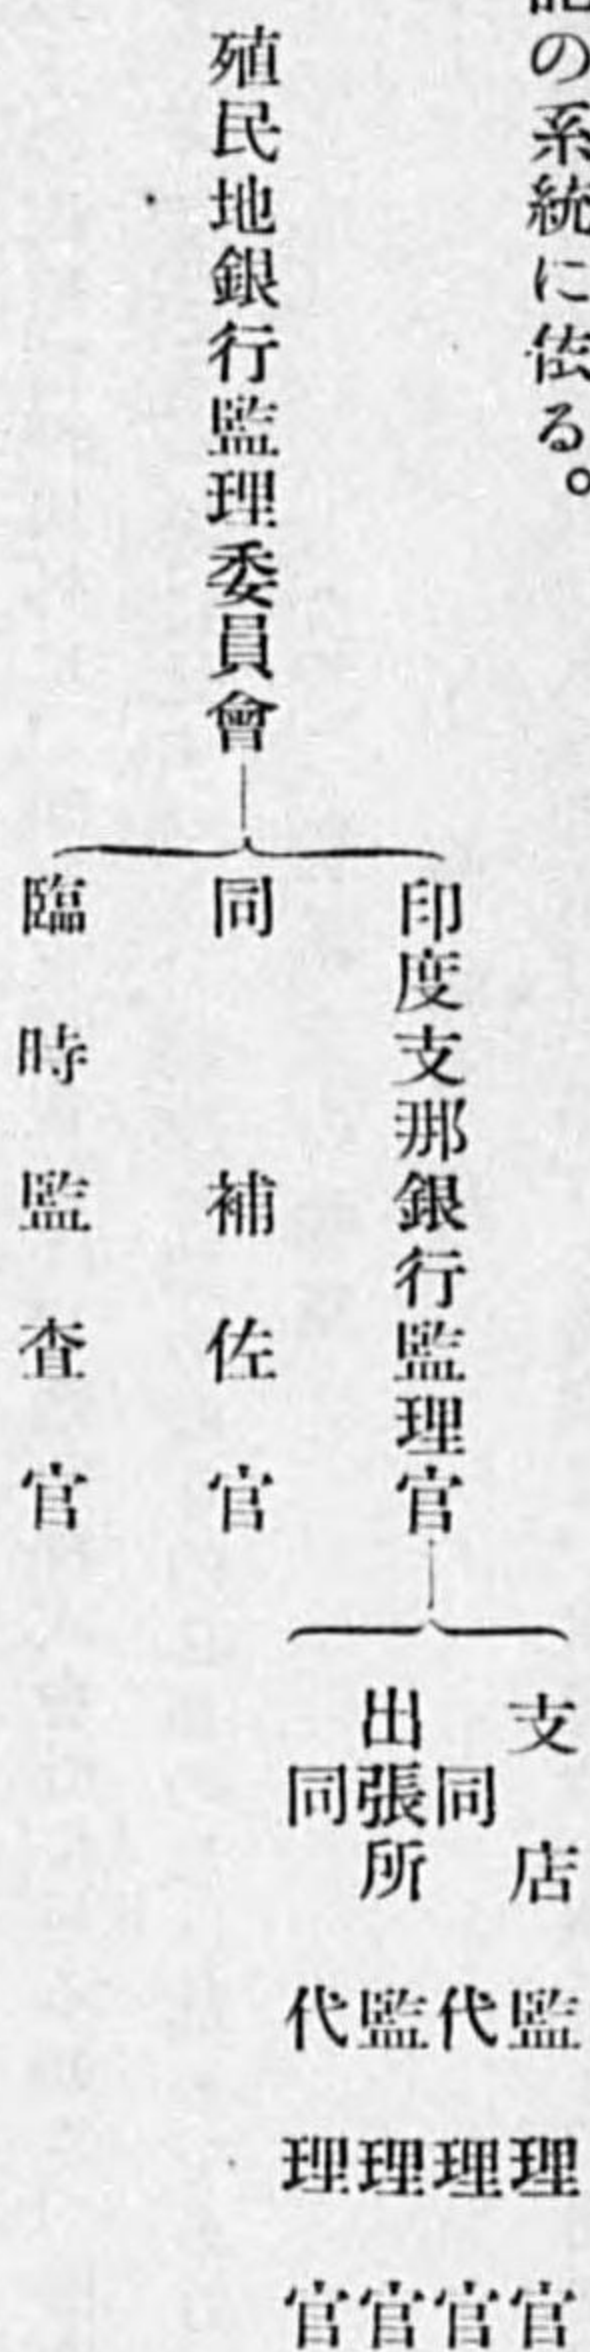 の系統に依る。
殖民地銀行監理委員會
印度支那銀行監理官
同補佐官
臨時監査官
支店監理官
同代理官
出張所監理官
同代理官